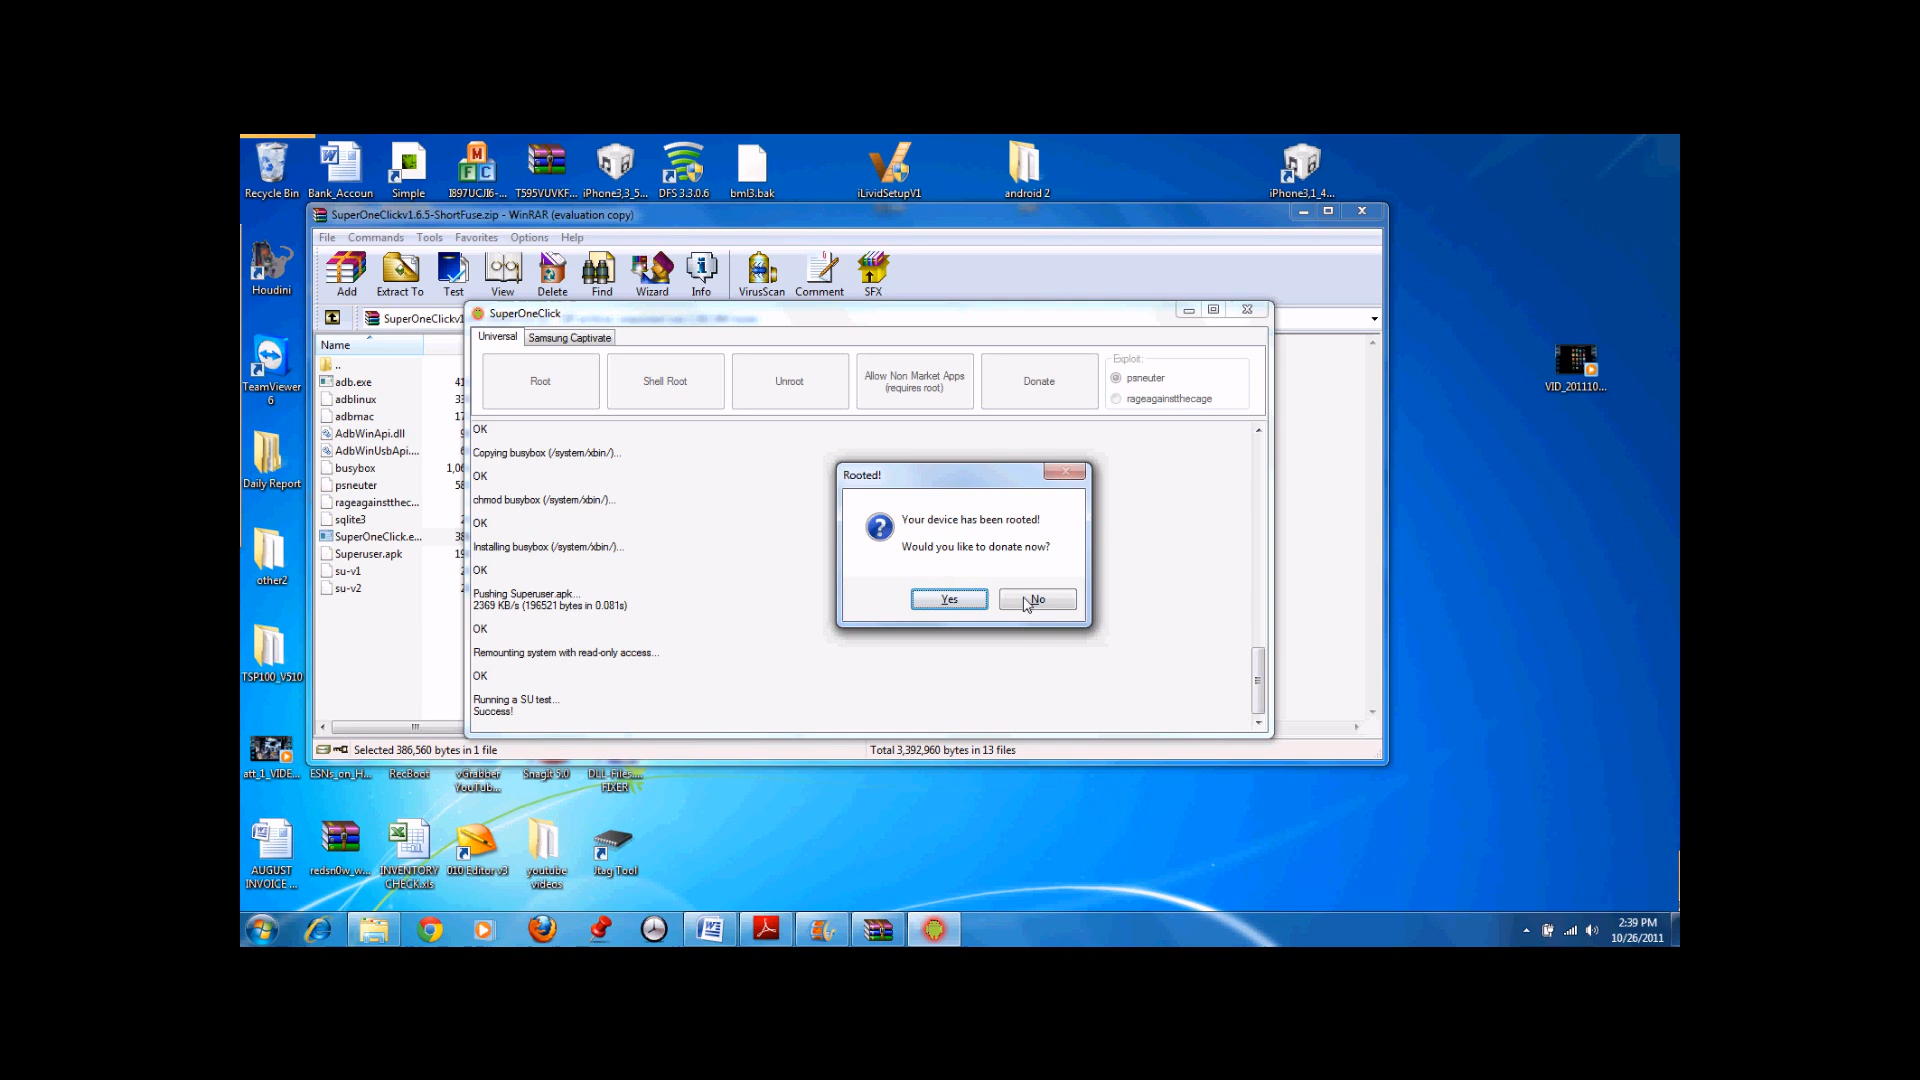 Recycle Bin
Bank_Accoun
Simple
I897UCJI6-...
T595VUVKF...
iPhone3,3_5...
DFS 3.3.0.6
bml3.bak
iLividSetupV1
android 2
iPhone3,1_4...
SuperOneClickv1.6.5-ShortFuse.zip - WinRAR (evaluation copy)
File Commands Tools Favorites Options Help
Add Extract To Test View Delete Find Wizard Info VirusScan Comment SFX
SuperOneClickv1
SuperOneClick
Universal Samsung Captivate
Root
Shell Root
Unroot
Allow Non Market Apps
(requires root)
Donate
Exploit:
psneuter
rageagainstthecage
Name
..
adb.exe
adblinux
adbmac
AdbWinApi.dll
AdbWinUsbApi....
busybox
psneuter
rageagainstthec...
sqlite3
SuperOneClick.e...
Superuser.apk
su-v1
su-v2
OK
Copying busybox (/system/xbin/)...
OK
chmod busybox (/system/xbin/)...
OK
Installing busybox (/system/xbin/)...
OK
Pushing Superuser.apk...
2369 KB/s (196521 bytes in 0.081s)
OK
Remounting system with read-only access...
OK
Running a SU test...
Success!
Rooted!
Your device has been rooted!
Would you like to donate now?
Yes No
Selected 386,560 bytes in 1 file
Total 3,392,960 bytes in 13 files
Houdini
TeamViewer
6
Daily Report
other2
TSP100_V510
VID_201110...
att_1_VIDE...
ESNs_on_H...
RecBoot
vGrabber
YouTub...
SnagIt 5.0
DLL-Files....
FIXER
AUGUST
INVOICE ...
redsn0w_w...
INVENTORY
CHECK.xls
010 Editor v3
youtube
videos
Jtag Tool
2:39 PM
10/26/2011